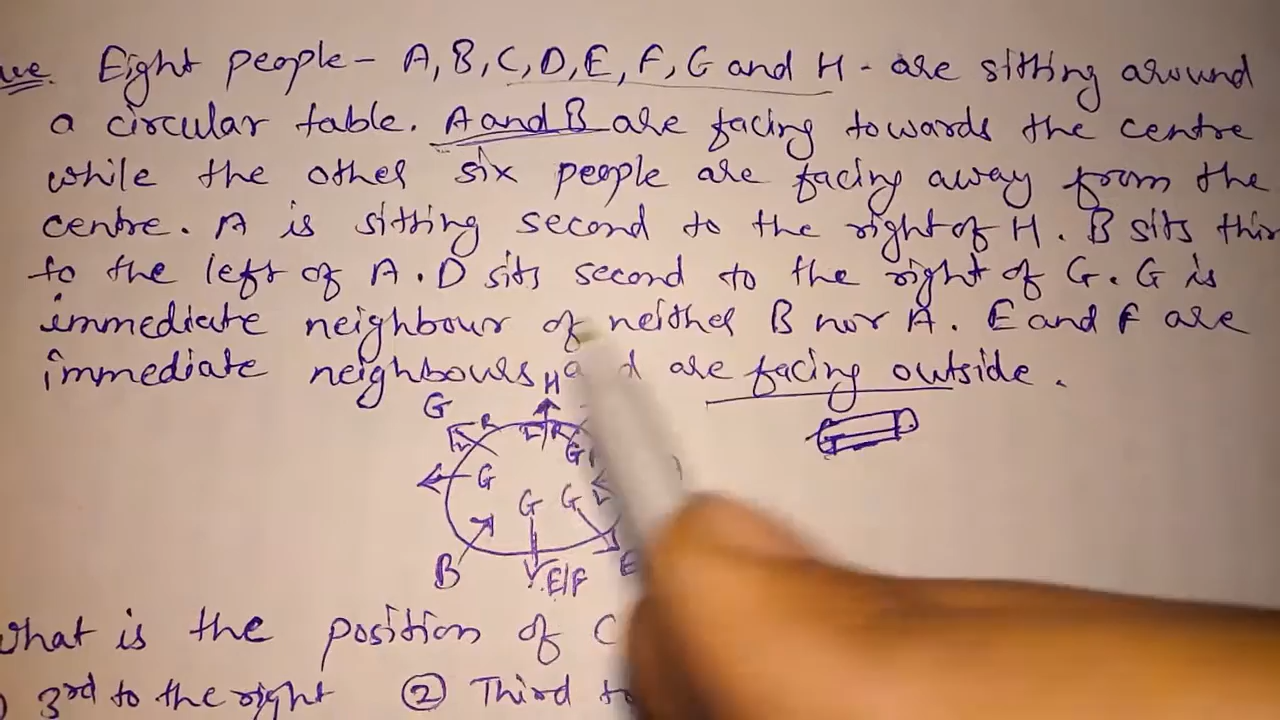 ue. Eight people - A, B, C, D, E, F, G and H - are sitting around
a circular table. A and B are facing towards the centre
while the other six people are facing away from the
centre. A is sitting second to the right of H. B sits thir
to the left of A. D sits second to the right of G. G is
immediate neighbour of neither B nor A. E and F are
immediate neighbours a d are facing outside.
H
G R L/R G
G G G L
B E/F E
what is the position of C
) 3rd to the right ② Third to